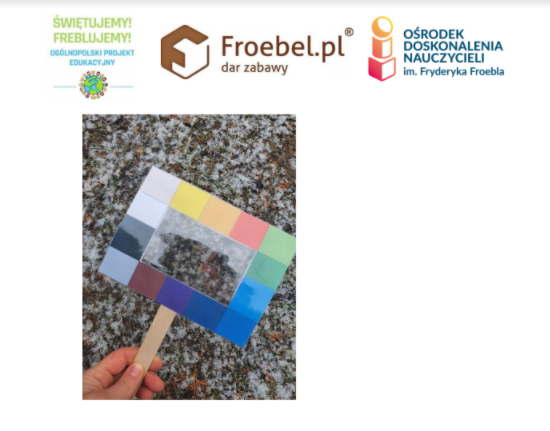 ŚWIĘTUJEMY!
FREBLUJEMY!
OGÓLNOPOLSKI PROJEKT
EDUKACYJNY
Froebel.pl®
dar zabawy
OŚRODEK
DOSKONALENIA
NAUCZYCIELI
im. Fryderyka Froebla